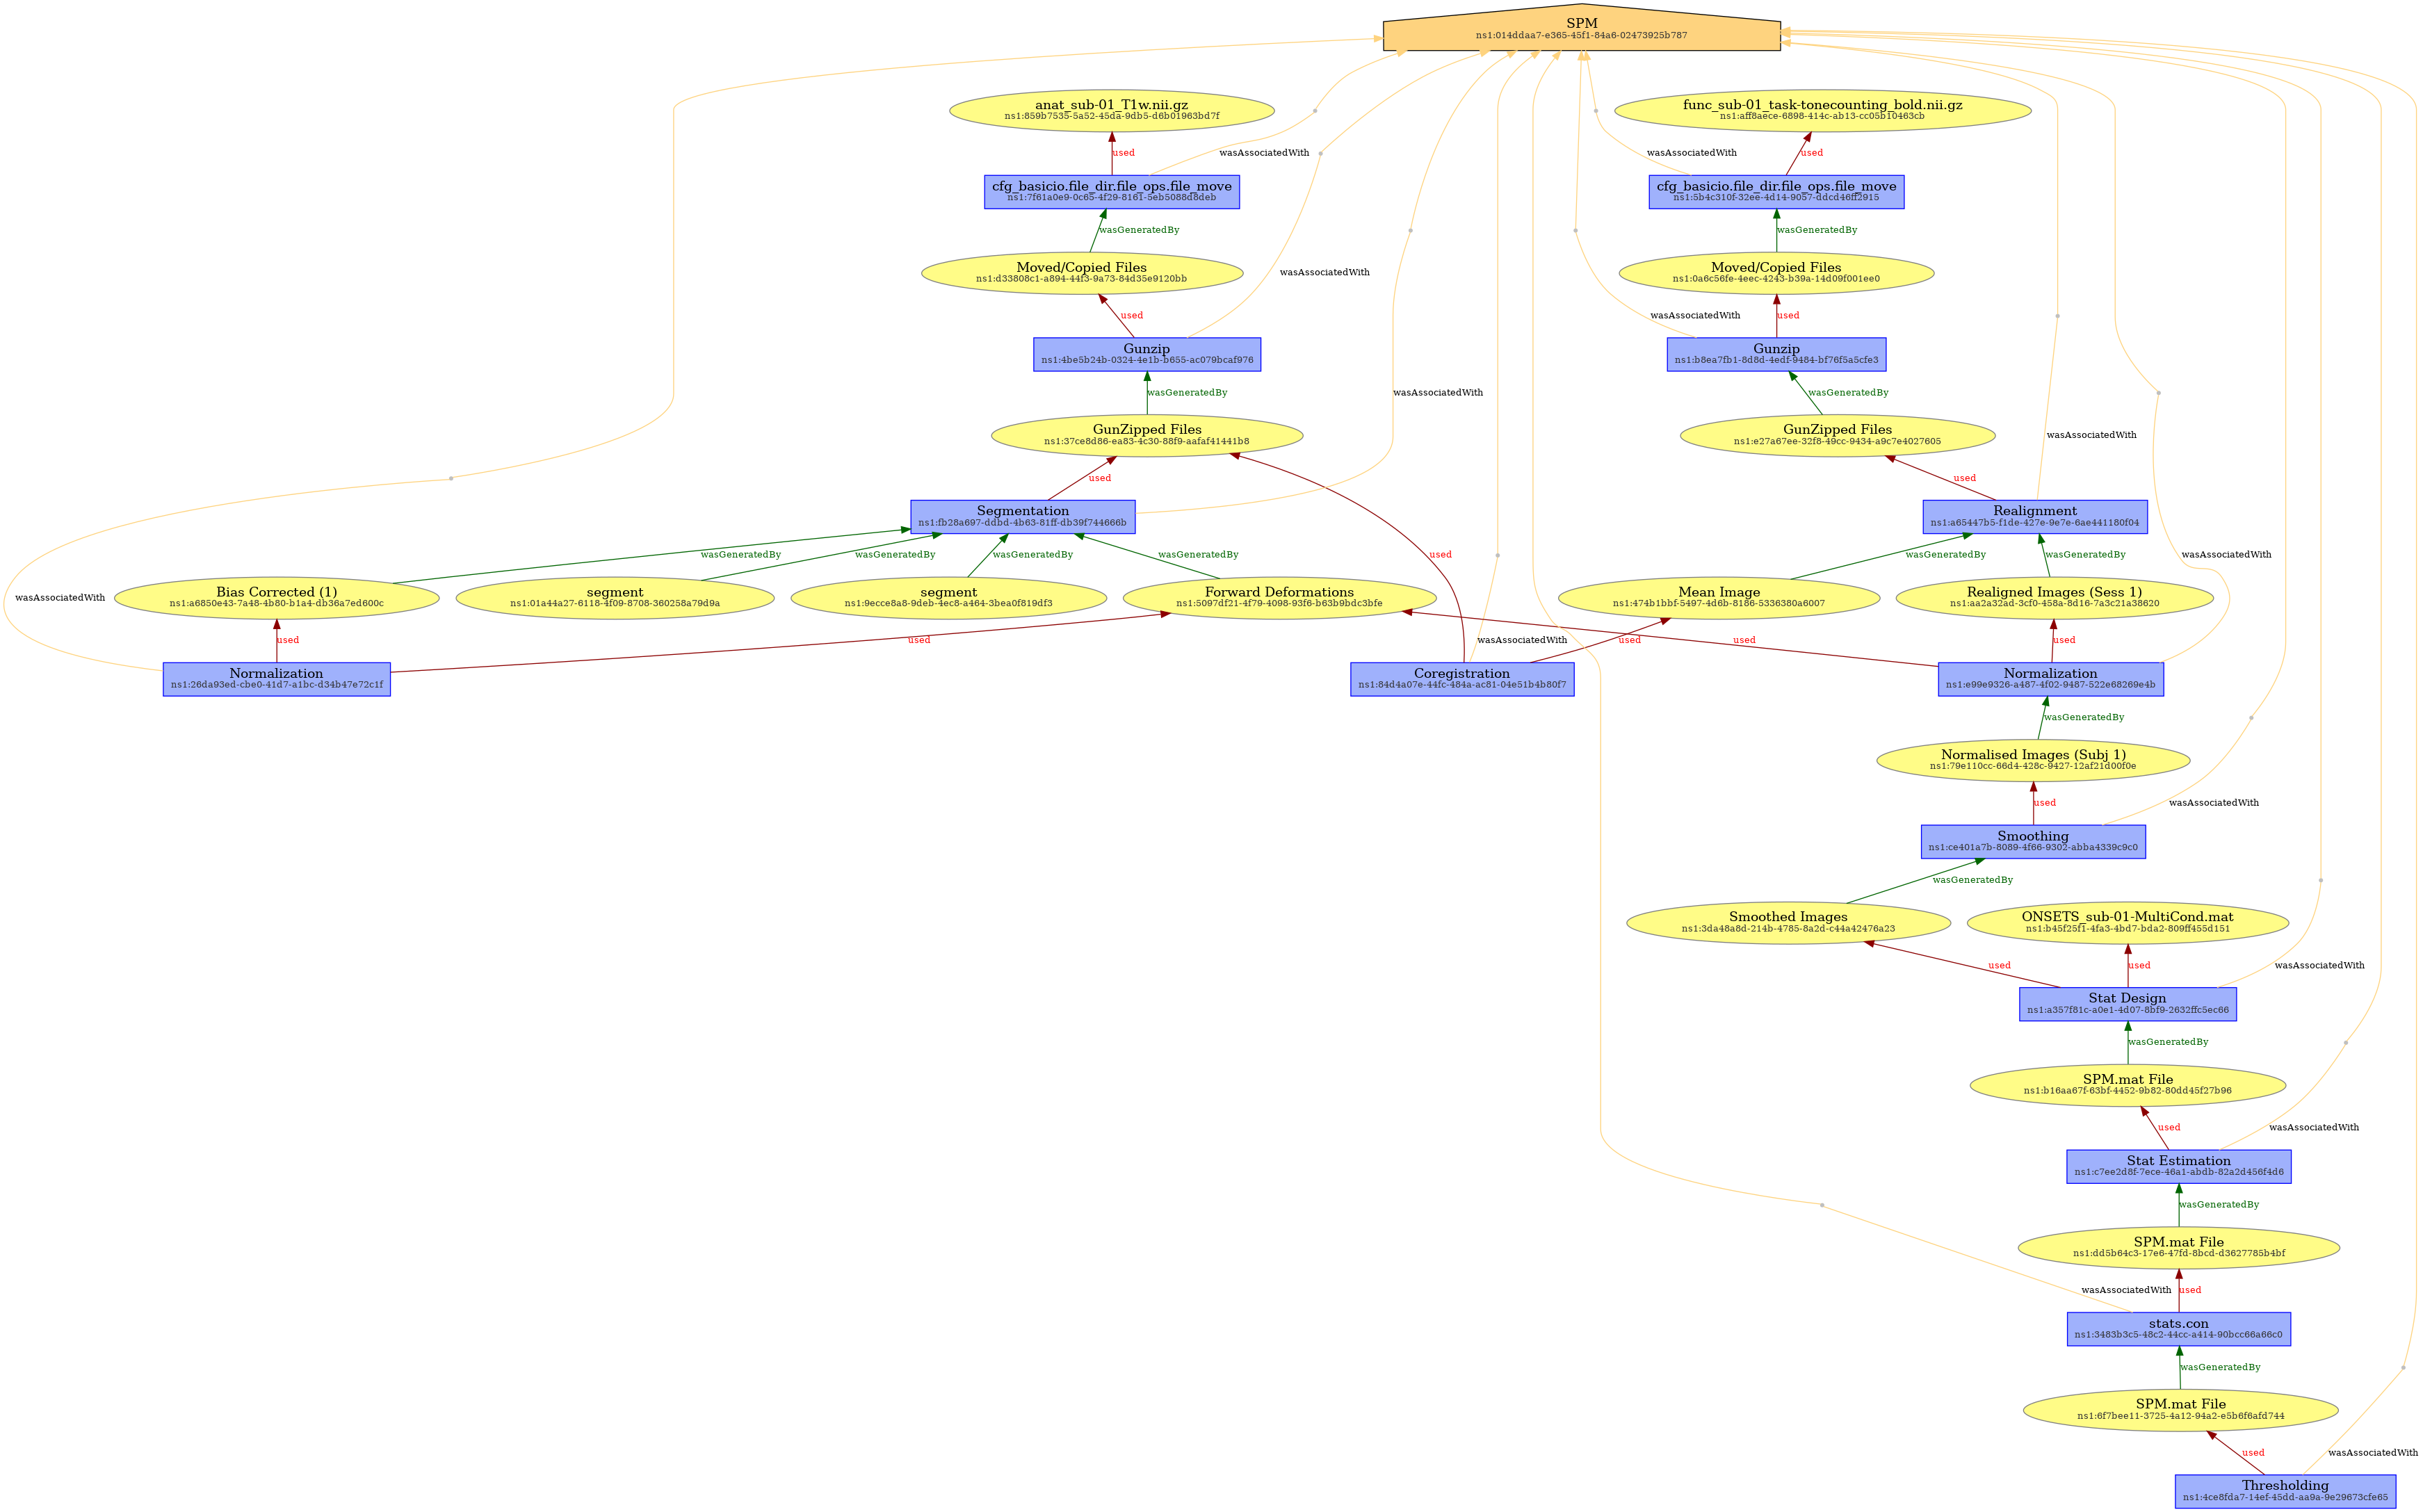 SPM
ns1:014ddaa7-e365-45f1-84a6-02473925b787
anat_sub-01_T1w.nii.gz
ns1:859b7535-5a52-45da-9db5-d6b01963bd7f
func_sub-01_task-tonecounting_bold.nii.gz
ns1:aff8aece-6898-414c-ab13-cc05b10463cb
used
wasAssociatedWith
wasAssociatedWith
used
cfg_basicio.file_dir.file_ops.file_move
ns1:7f61a0e9-0c65-4f29-8161-5eb5088d8deb
cfg_basicio.file_dir.file_ops.file_move
ns1:5b4c310f-32ee-4d14-9057-ddcd46ff2915
wasGeneratedBy
wasGeneratedBy
Moved/Copied Files
ns1:d33808c1-a894-44f3-9a73-84d35e9120bb
wasAssociatedWith
Moved/Copied Files
ns1:0a6c56fe-4eec-4243-b39a-14d09f001ee0
used
wasAssociatedWith
used
Gunzip
ns1:4be5b24b-0324-4e1b-b655-ac079bcaf976
Gunzip
ns1:b8ea7fb1-8d8d-4edf-9484-bf76f5a5cfe3
wasGeneratedBy
wasAssociatedWith
wasGeneratedBy
GunZipped Files
ns1:37ce8d86-ea83-4c30-88f9-aafaf41441b8
GunZipped Files
ns1:e27a67ee-32f8-49cc-9434-a9c7e4027605
wasAssociatedWith
used
used
Segmentation
ns1:fb28a697-ddbd-4b63-81ff-db39f744666b
Realignment
ns1:a65447b5-f1de-427e-9e7e-6ae441180f04
wasGeneratedBy
wasGeneratedBy
wasGeneratedBy
wasGeneratedBy
used
wasGeneratedBy
wasGeneratedBy
wasAssociatedWith
wasAssociatedWith
Bias Corrected (1)
ns1:a6850e43-7a48-4b80-b1a4-db36a7ed600c
segment
ns1:01a44a27-6118-4f09-8708-360258a79d9a
segment
ns1:9ecce8a8-9deb-4ec8-a464-3bea0f819df3
Forward Deformations
ns1:5097df21-4f79-4098-93f6-b63b9bdc3bfe
Mean Image
ns1:474b1bbf-5497-4d6b-8186-5336380a6007
Realigned Images (Sess 1)
ns1:aa2a32ad-3cf0-458a-8d16-7a3c21a38620
used
used
wasAssociatedWith
used
used
used
Normalization
ns1:26da93ed-cbe0-41d7-a1bc-d34b47e72c1f
Coregistration
ns1:84d4a07e-44fc-484a-ac81-04e51b4b80f7
Normalization
ns1:e99e9326-a487-4f02-9487-522e68269e4b
wasGeneratedBy
Normalised Images (Subj 1)
ns1:79e110cc-66d4-428c-9427-12af21d00f0e
used
wasAssociatedWith
Smoothing
ns1:ce401a7b-8089-4f66-9302-abba4339c9c0
wasGeneratedBy
Smoothed Images
ns1:3da48a8d-214b-4785-8a2d-c44a42476a23
ONSETS_sub-01-MultiCond.mat
ns1:b45f25f1-4fa3-4bd7-bda2-809ff455d151
used
used
wasAssociatedWith
Stat Design
ns1:a357f81c-a0e1-4d07-8bf9-2632ffc5ec66
wasGeneratedBy
SPM.mat File
ns1:b16aa67f-63bf-4452-9b82-80dd45f27b96
used
wasAssociatedWith
Stat Estimation
ns1:c7ee2d8f-7ece-46a1-abdb-82a2d456f4d6
wasGeneratedBy
SPM.mat File
ns1:dd5b64c3-17e6-47fd-8bcd-d3627785b4bf
wasAssociatedWith
used
stats.con
ns1:3483b3c5-48c2-44cc-a414-90bcc66a66c0
wasGeneratedBy
SPM.mat File
ns1:6f7bee11-3725-4a12-94a2-e5b6f6afd744
used
wasAssociatedWith
Thresholding
ns1:4ce8fda7-14ef-45dd-aa9a-9e29673cfe65